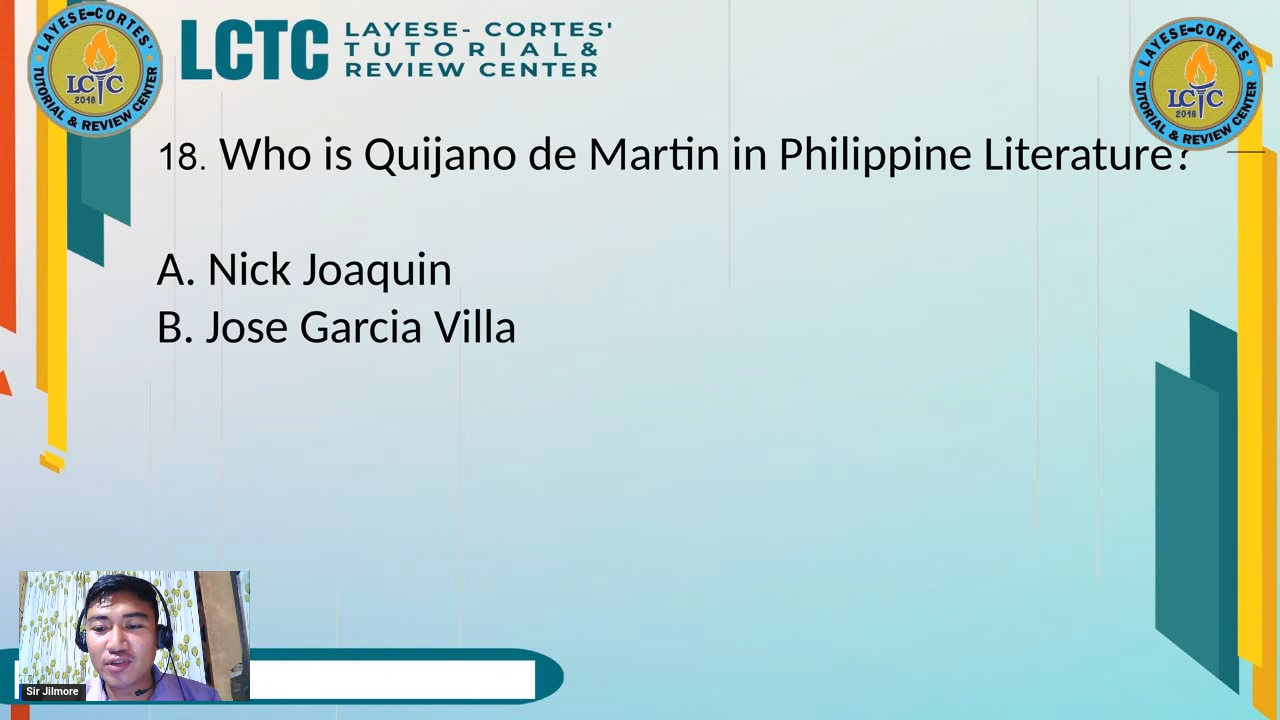 LAYESE-CORTES'
LCTC
2018
TUTORIAL & REVIEW CENTER
LCTC
LAYESE- CORTES'
TUTORIAL &
REVIEW CENTER
LAYESE-CORTES'
LCTC
2018
TUTORIAL & REVIEW CENTER
18. Who is Quijano de Martin in Philippine Literature?
A. Nick Joaquin
B. Jose Garcia Villa
Sir Jilmore